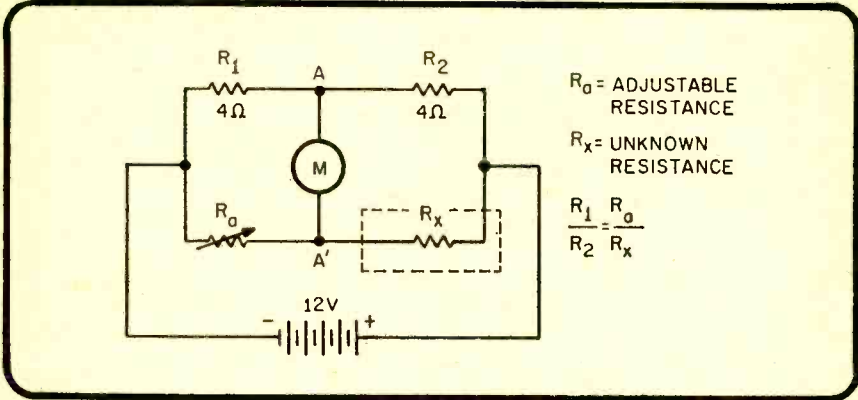 R1
4Ω
A
R2
4Ω
M
Ra
A'
Rx
12V
-
+
Ra = ADJUSTABLE
RESISTANCE
Rx = UNKNOWN
RESISTANCE
R1/R2 = Ra/Rx